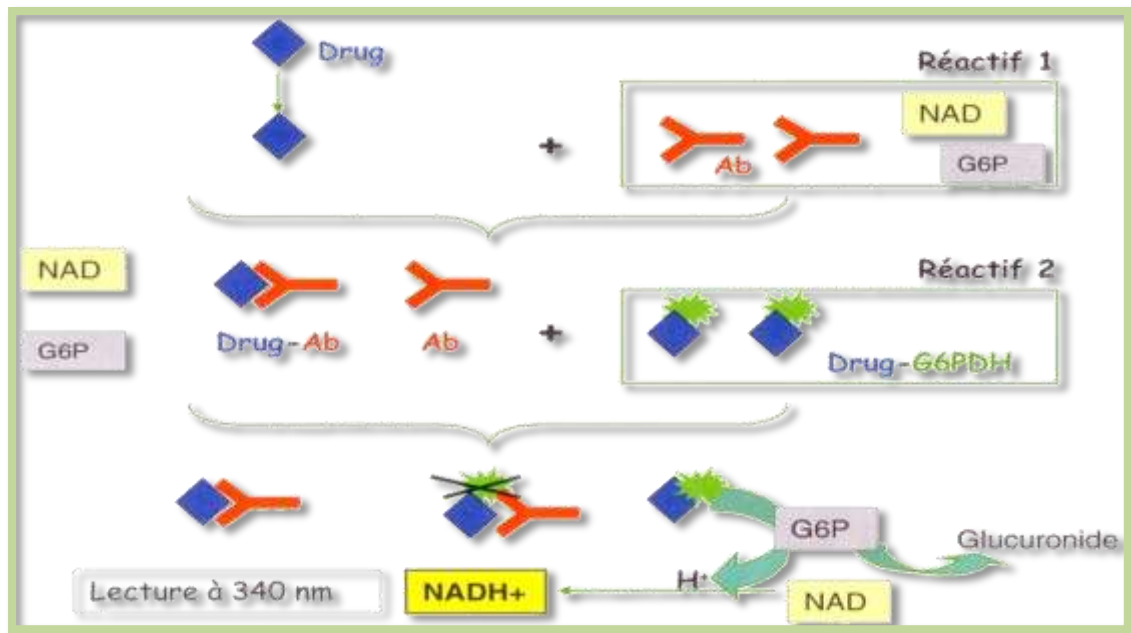 Drug
Réactif 1
NAD
+
Ab
G6P
NAD
Réactif 2
G6P
Drug-Ab
Ab
+
Drug-G6PDH
G6P
Glucuronide
H+
Lecture à 340 nm
NADH+
NAD